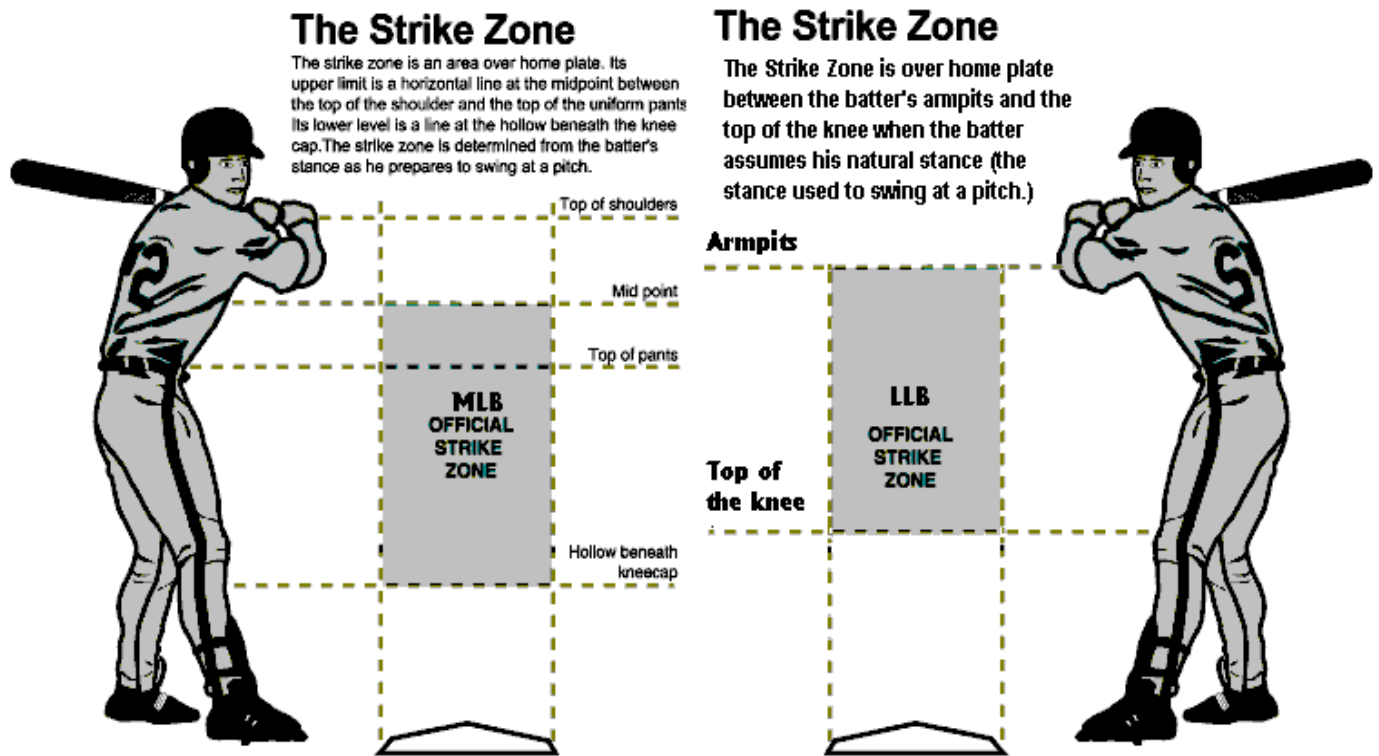 The Strike Zone
The strike zone is an area over home plate. Its
upper limit is a horizontal line at the midpoint between
the top of the shoulder and the top of the uniform pants
Its lower level is a line at the hollow beneath the knee
cap.The strike zone is determined from the batter's
stance as he prepares to swing at a pitch.
Top of shoulders
Mid point
Top of pants
MLB
OFFICIAL
STRIKE
ZONE
Hollow beneath
kneecap
2
The Strike Zone
The Strike Zone is over home plate
between the batter's armpits and the
top of the knee when the batter
assumes his natural stance (the
stance used to swing at a pitch.)
Armpits
LLB
OFFICIAL
STRIKE
ZONE
Top of
the knee